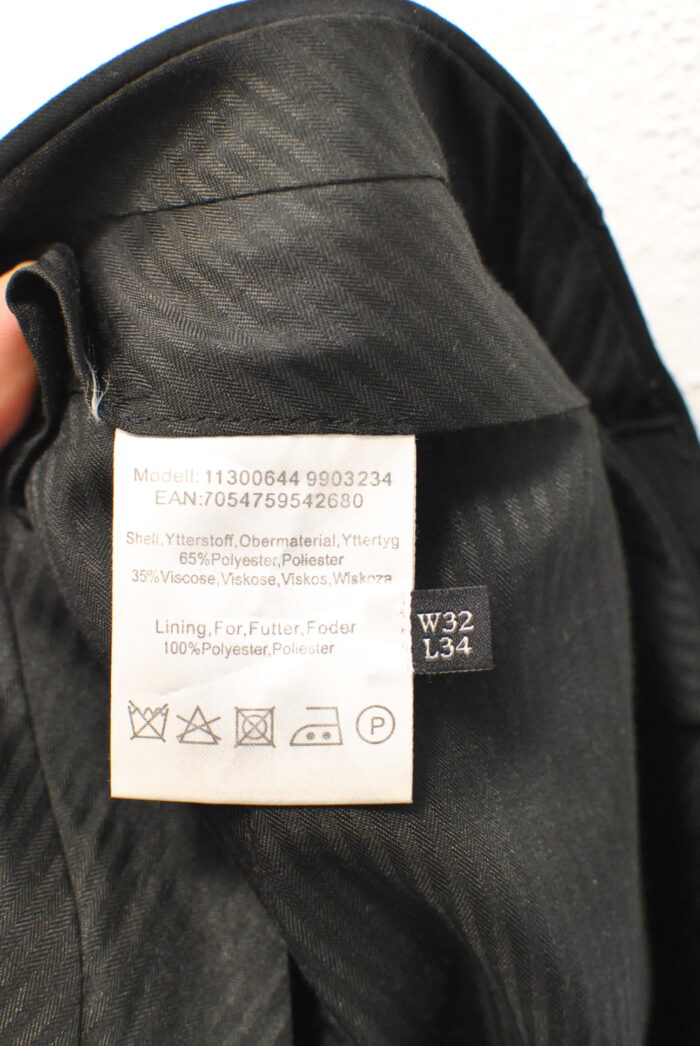 Modell: 11300644 9903234
EAN:7054759542680
Shell,Ytterstoff,Obermaterial,Yttertyg
65%Polyester,Poliester
35%Viscose,Viskose,Viskos,Wiskoza
Lining,For,Futter,Foder
100%Polyester,Poliester
W32
L34
P